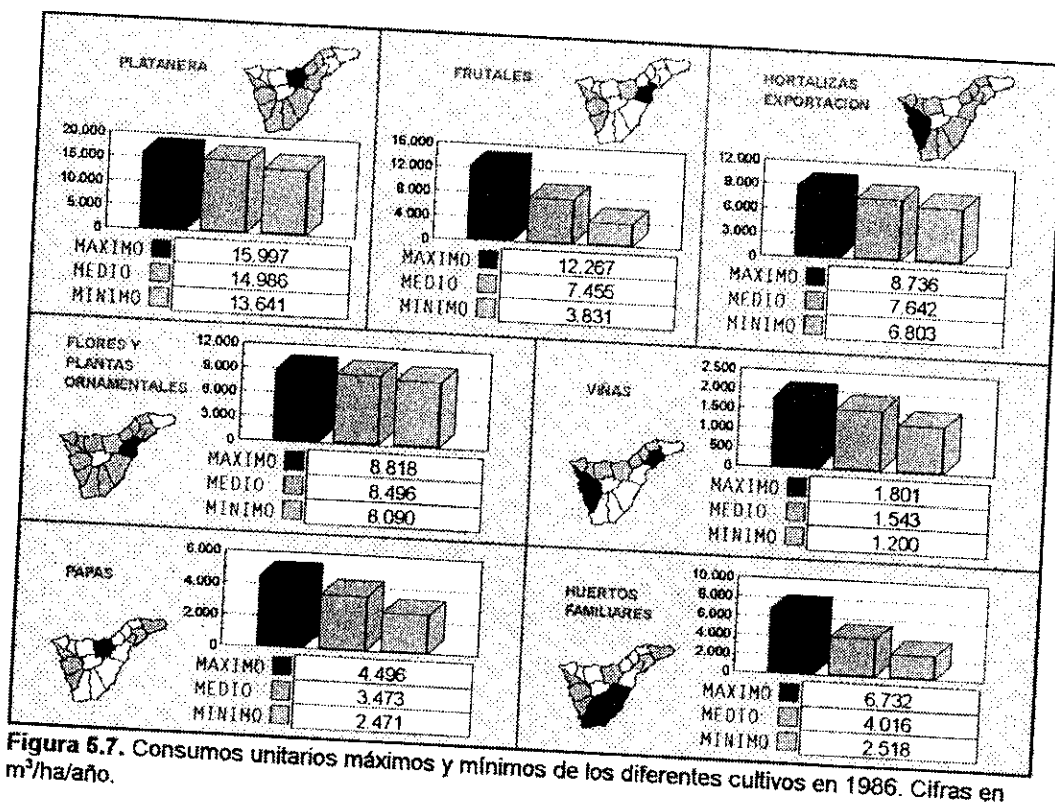 PLATANERA
20.000
15.000
10.000
5.000
0
MAXIMO 15.997
MEDIO 14.986
MINIMO 13.641
FRUTALES
16.000
12.000
8.000
4.000
0
MAXIMO 12.267
MEDIO 7.455
MINIMO 3.831
HORTALIZAS
EXPORTACION
12.000
9.000
6.000
3.000
0
MAXIMO 8.736
MEDIO 7.642
MINIMO 6.803
FLORES Y
PLANTAS
ORNAMENTALES
12.000
9.000
6.000
3.000
0
MAXIMO 8.818
MEDIO 8.496
MINIMO 8.090
VIÑAS
2.500
2.000
1.500
1.000
500
0
MAXIMO 1.801
MEDIO 1.543
MINIMO 1.200
PAPAS
6.000
4.000
2.000
0
MAXIMO 4.496
MEDIO 3.473
MINIMO 2.471
HUERTOS
FAMILIARES
10.000
8.000
6.000
4.000
2.000
0
MAXIMO 6.732
MEDIO 4.016
MINIMO 2.518
Figura 5.7. Consumos unitarios máximos y mínimos de los diferentes cultivos en 1986. Cifras en
m³/ha/año.